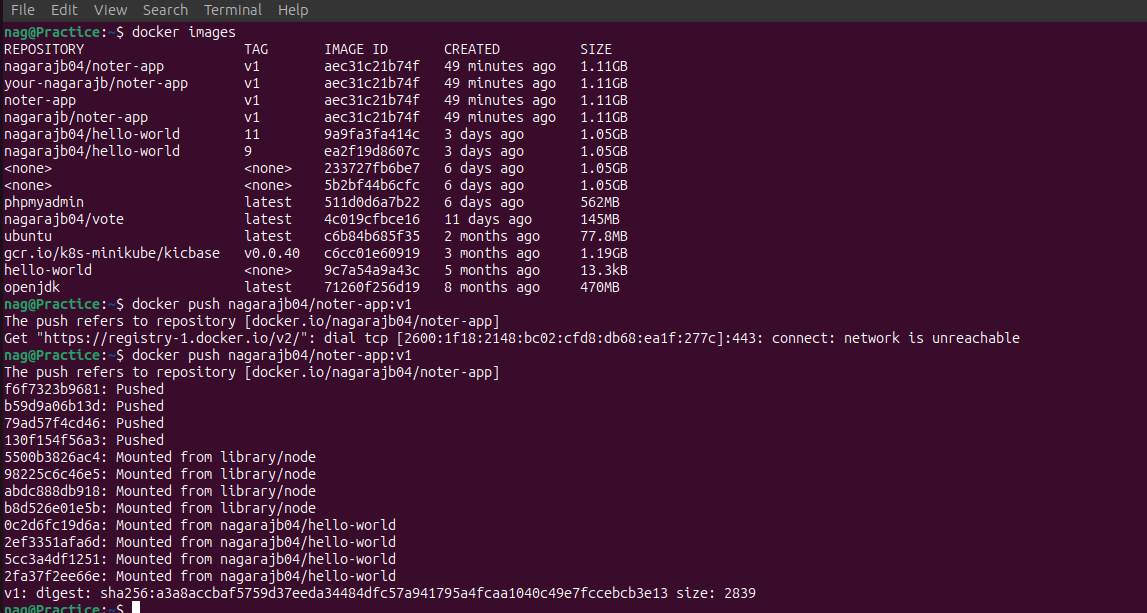 File Edit View Search Terminal Help
nag@Practice:~$ docker images
REPOSITORY TAG IMAGE ID CREATED SIZE
nagarajb04/noter-app v1 aec31c21b74f 49 minutes ago 1.11GB
your-nagarajb/noter-app v1 aec31c21b74f 49 minutes ago 1.11GB
noter-app v1 aec31c21b74f 49 minutes ago 1.11GB
nagarajb/noter-app v1 aec31c21b74f 49 minutes ago 1.11GB
nagarajb04/hello-world 11 9a9fa3fa414c 3 days ago 1.05GB
nagarajb04/hello-world 9 ea2f19d8607c 3 days ago 1.05GB
<none> <none> 233727fb6be7 6 days ago 1.05GB
<none> <none> 5b2bf44b6cfc 6 days ago 1.05GB
phpmyadmin latest 511d0d6a7b22 6 days ago 562MB
nagarajb04/vote latest 4c019cfbce16 11 days ago 145MB
ubuntu latest c6b84b685f35 2 months ago 77.8MB
gcr.io/k8s-minikube/kicbase v0.0.40 c6cc01e60919 3 months ago 1.19GB
hello-world <none> 9c7a54a9a43c 5 months ago 13.3kB
openjdk latest 71260f256d19 8 months ago 470MB
nag@Practice:~$ docker push nagarajb04/noter-app:v1
The push refers to repository [docker.io/nagarajb04/noter-app]
Get "https://registry-1.docker.io/v2/": dial tcp [2600:1f18:2148:bc02:cfd8:db68:ea1f:277c]:443: connect: network is unreachable
nag@Practice:~$ docker push nagarajb04/noter-app:v1
The push refers to repository [docker.io/nagarajb04/noter-app]
f6f7323b9681: Pushed
b59d9a06b13d: Pushed
79ad57f4cd46: Pushed
130f154f56a3: Pushed
5500b3826ac4: Mounted from library/node
98225c6c46e5: Mounted from library/node
abdc888db918: Mounted from library/node
b8d526e01e5b: Mounted from library/node
0c2d6fc19d6a: Mounted from nagarajb04/hello-world
2ef3351afa6d: Mounted from nagarajb04/hello-world
5cc3a4df1251: Mounted from nagarajb04/hello-world
2fa37f2ee66e: Mounted from nagarajb04/hello-world
v1: digest: sha256:a3a8accbaf5759d37eeda34484dfc57a941795a4fcaa1040c49e7fccebcb3e13 size: 2839
nag@Practice:~$